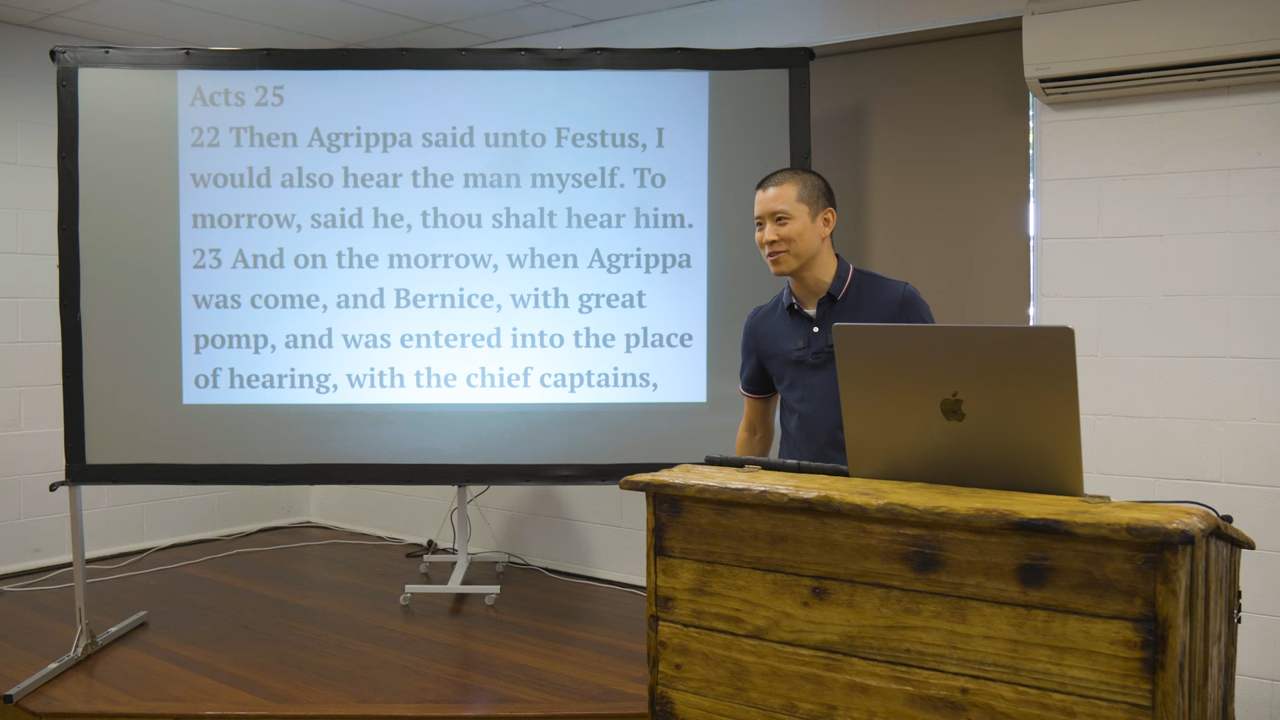 Acts 25
22 Then Agrippa said unto Festus, I
would also hear the man myself. To
morrow, said he, thou shalt hear him.
23 And on the morrow, when Agrippa
was come, and Bernice, with great
pomp, and was entered into the place
of hearing, with the chief captains,